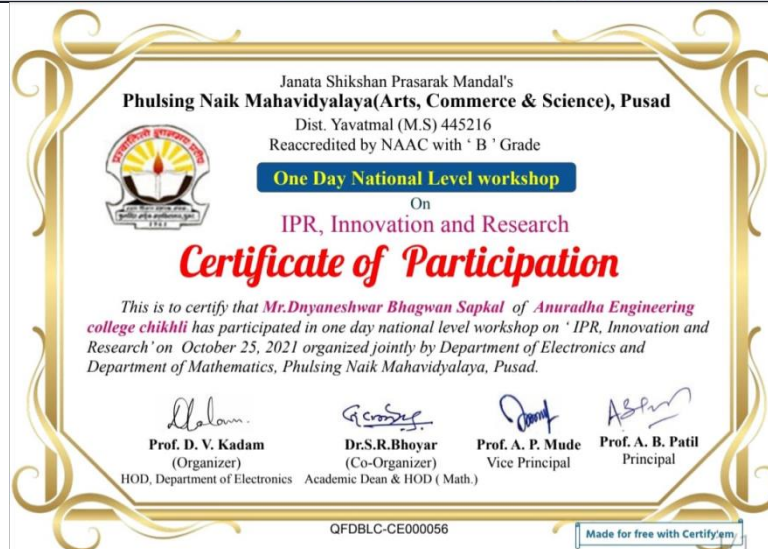 Janata Shikshan Prasarak Mandal's
Phulsing Naik Mahavidyalaya(Arts, Commerce & Science), Pusad
Dist. Yavatmal (M.S) 445216
Reaccredited by NAAC with ‘ B ’ Grade
One Day National Level workshop
On
IPR, Innovation and Research
Certificate of Participation
This is to certify that Mr.Dnyaneshwar Bhagwan Sapkal of Anuradha Engineering
college chikhli has participated in one day national level workshop on ‘ IPR, Innovation and
Research’ on October 25, 2021 organized jointly by Department of Electronics and
Department of Mathematics, Phulsing Naik Mahavidyalaya, Pusad.
Prof. D. V. Kadam
(Organizer)
HOD, Department of Electronics
Dr.S.R.Bhoyar
(Co-Organizer)
Academic Dean & HOD ( Math.)
Prof. A. P. Mude
Vice Principal
Prof. A. B. Patil
Principal
QFDBLC-CE000056
Made for free with Certify'em